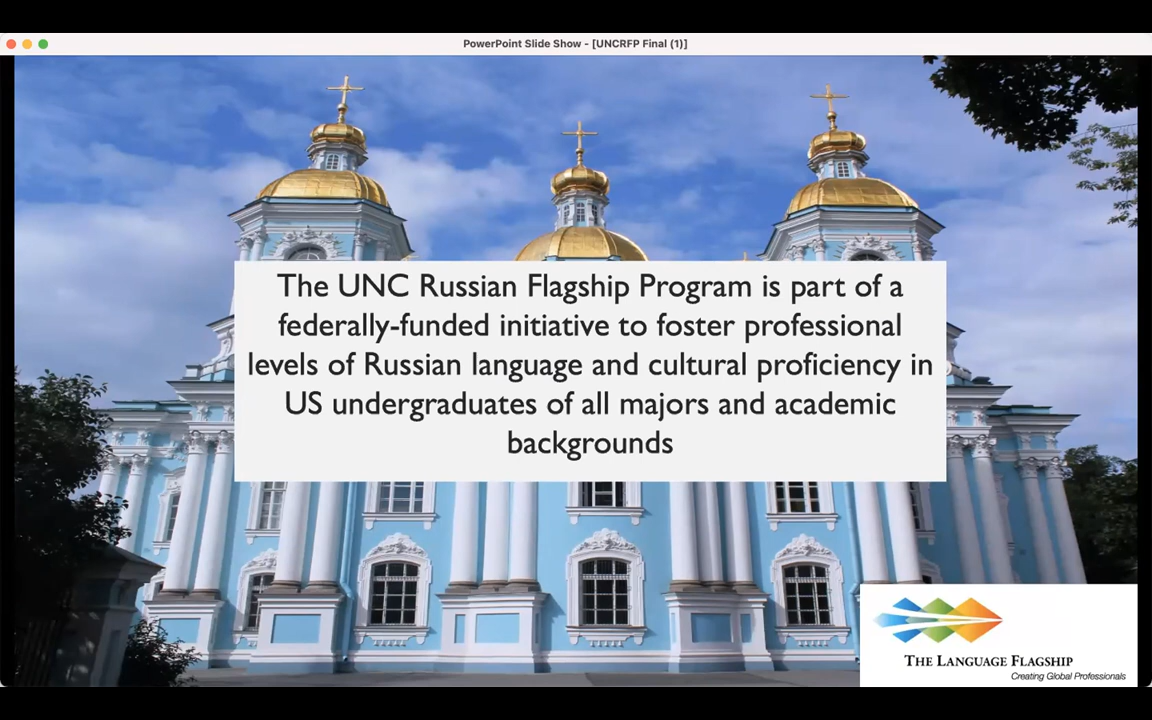 PowerPoint Slide Show - [UNCRFP Final (1)]
The UNC Russian Flagship Program is part of a
federally-funded initiative to foster professional
levels of Russian language and cultural proficiency in
US undergraduates of all majors and academic
backgrounds
THE LANGUAGE FLAGSHIP
Creating Global Professionals